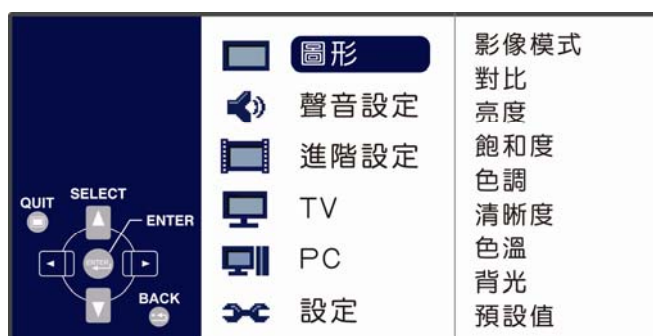 QUIT
SELECT
ENTER
ENTER
BACK
圖形
聲音設定
進階設定
TV
PC
設定
影像模式
對比
亮度
飽和度
色調
清晰度
色溫
背光
預設值